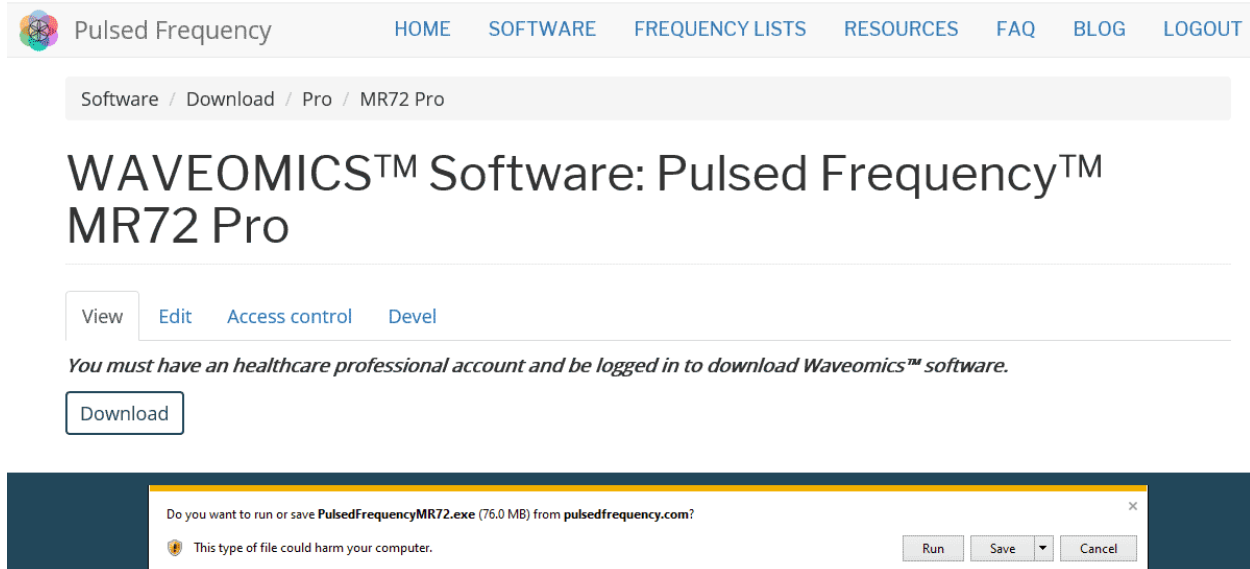 Pulsed Frequency HOME SOFTWARE FREQUENCY LISTS RESOURCES FAQ BLOG LOGOUT
Software / Download / Pro / MR72 Pro
WAVEOMICS™ Software: Pulsed Frequency™
MR72 Pro
View Edit Access control Devel
You must have an healthcare professional account and be logged in to download Waveomics™ software.
Download
Do you want to run or save PulsedFrequencyMR72.exe (76.0 MB) from pulsedfrequency.com? ×
This type of file could harm your computer. Run Save Cancel